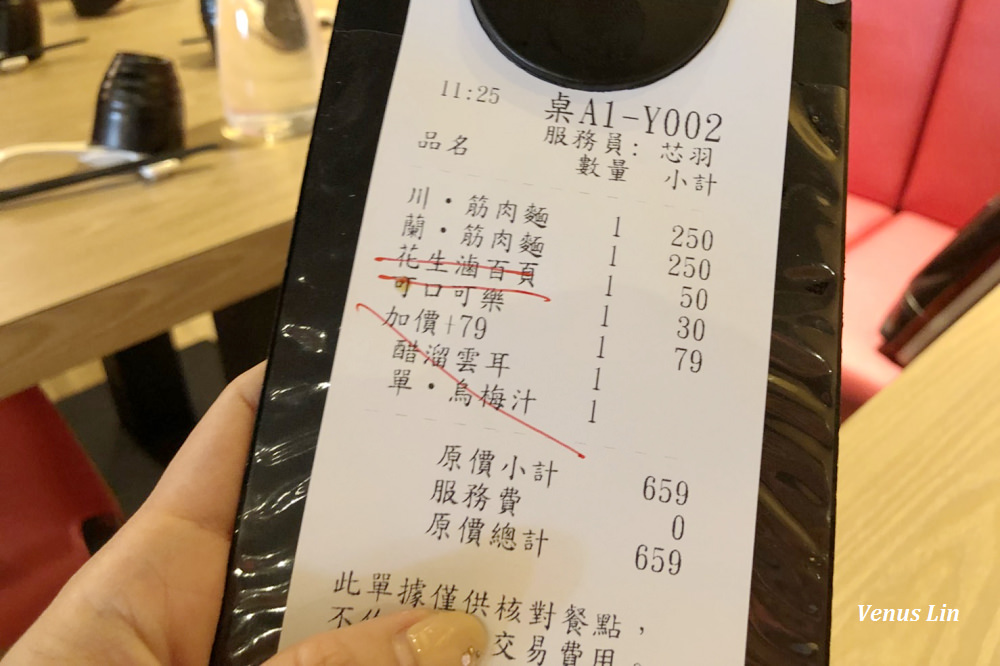 11:25 桌A1-Y002
服務員: 芯羽
品名 數量 小計
川·筋肉麵 1 250
蘭·筋肉麵 1 250
花生滷百頁 1 50
可口可樂 1 30
加價+79 1 79
醋溜雲耳 1
單·烏梅汁 1
原價小計 659
服務費 0
原價總計 659
此單據僅供核對餐點，
不 交易費用。
Venus Lin